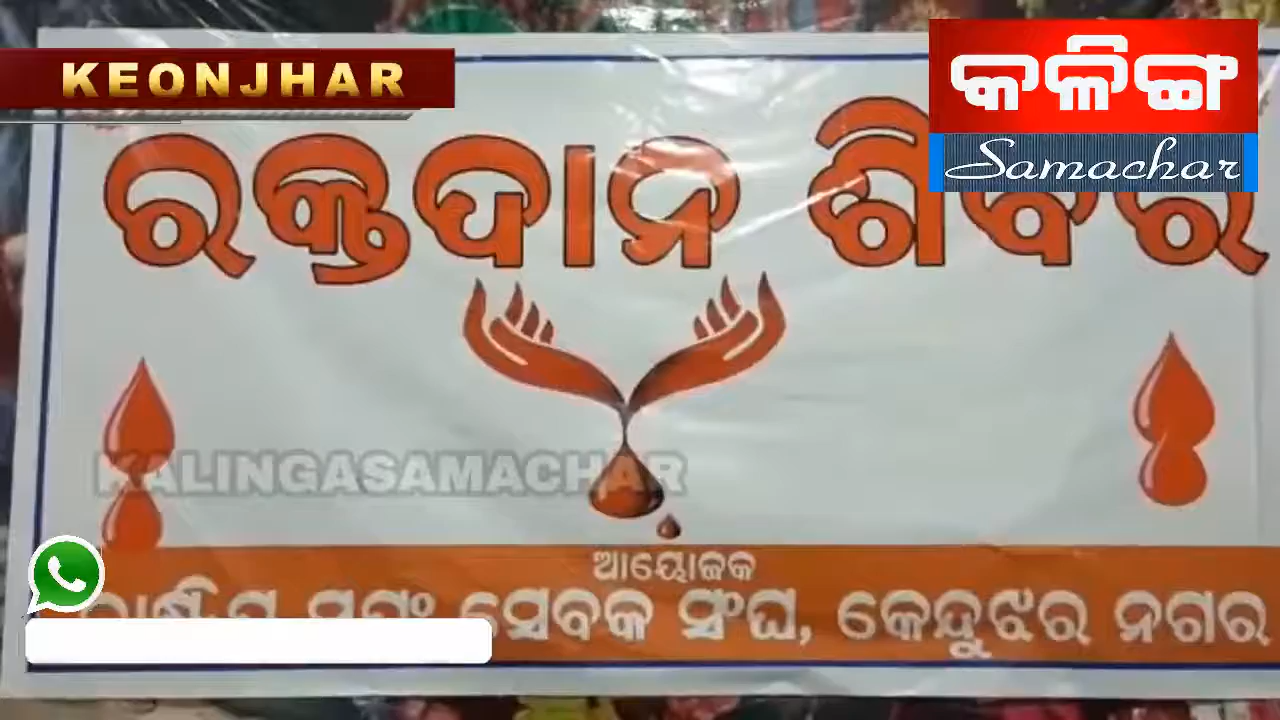 KEONJHAR
କଳିଙ୍ଗ
Samachar
ରକ୍ତଦାନ ଶିବିର
KALINGASAMACHAR
ଆୟୋଜକ
ସେବକ ସଂଘ, କେନ୍ଦୁଝର ନଗର